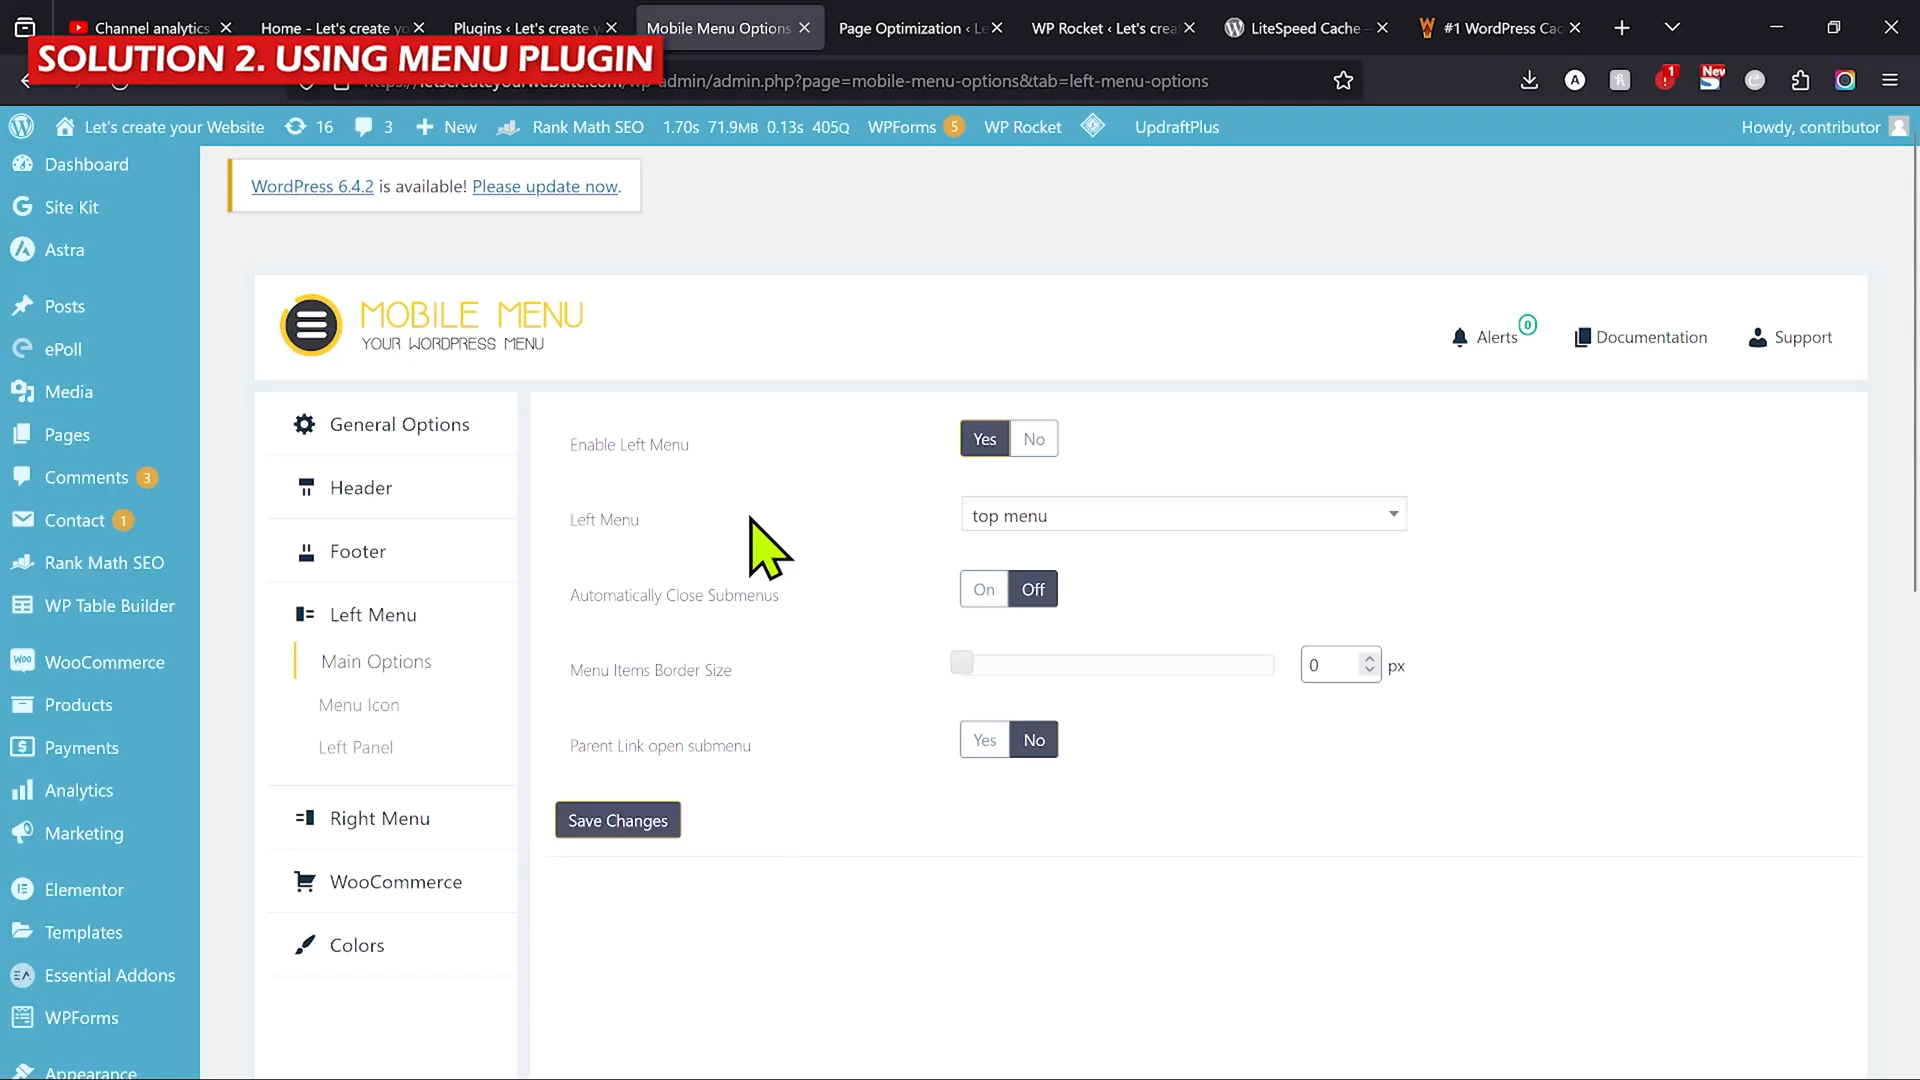 Channel analytics
Home - Let's create yo
Plugins ‹ Let's create y
Mobile Menu Options
Page Optimization ‹ Le
WP Rocket ‹ Let's crea
LiteSpeed Cache -
#1 WordPress Cac
SOLUTION 2. USING MENU PLUGIN
https://letscreateyourwebsite.com/wp-admin/admin.php?page=mobile-menu-options&tab=left-menu-options
1
New
A
Let's create your Website
16
3
New
Rank Math SEO
1.70s 71.9MB 0.13s 405Q
WPForms 5
WP Rocket
UpdraftPlus
Howdy, contributor
Dashboard
Site Kit
Astra
Posts
ePoll
Media
Pages
Comments 3
Contact 1
Rank Math SEO
WP Table Builder
WooCommerce
Products
Payments
Analytics
Marketing
Elementor
Templates
Essential Addons
WPForms
Appearance
WordPress 6.4.2 is available! Please update now.
MOBILE MENU
YOUR WORDPRESS MENU
Alerts 0
Documentation
Support
General Options
Header
Footer
Left Menu
Main Options
Menu Icon
Left Panel
Right Menu
WooCommerce
Colors
Enable Left Menu
Yes No
Left Menu
top menu
Automatically Close Submenus
On Off
Menu Items Border Size
0 px
Parent Link open submenu
Yes No
Save Changes